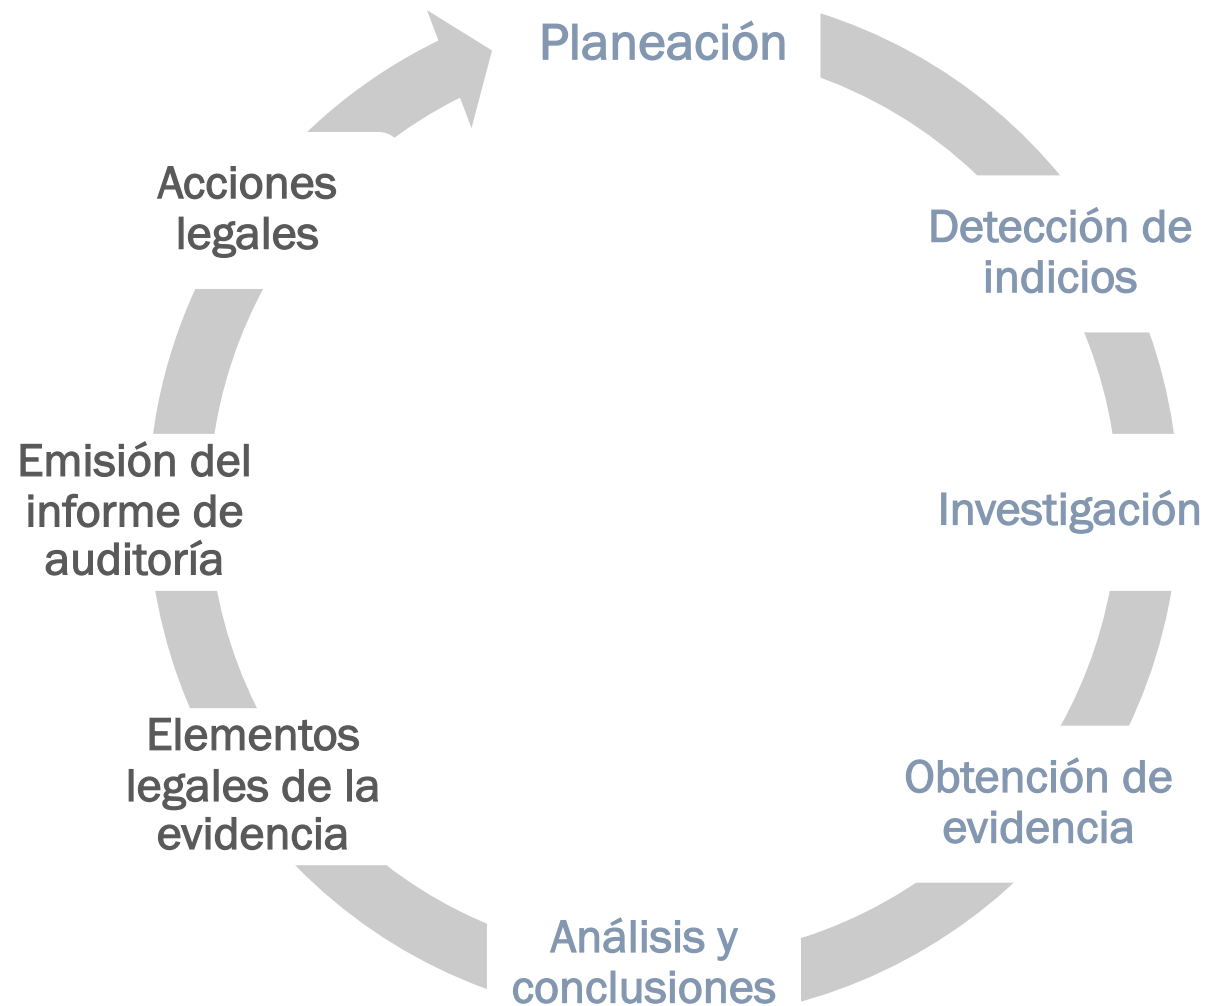 Planeación
Detección de
indicios
Investigación
Obtención de
evidencia
Análisis y
conclusiones
Elementos
legales de la
evidencia
Emisión del
informe de
auditoría
Acciones
legales